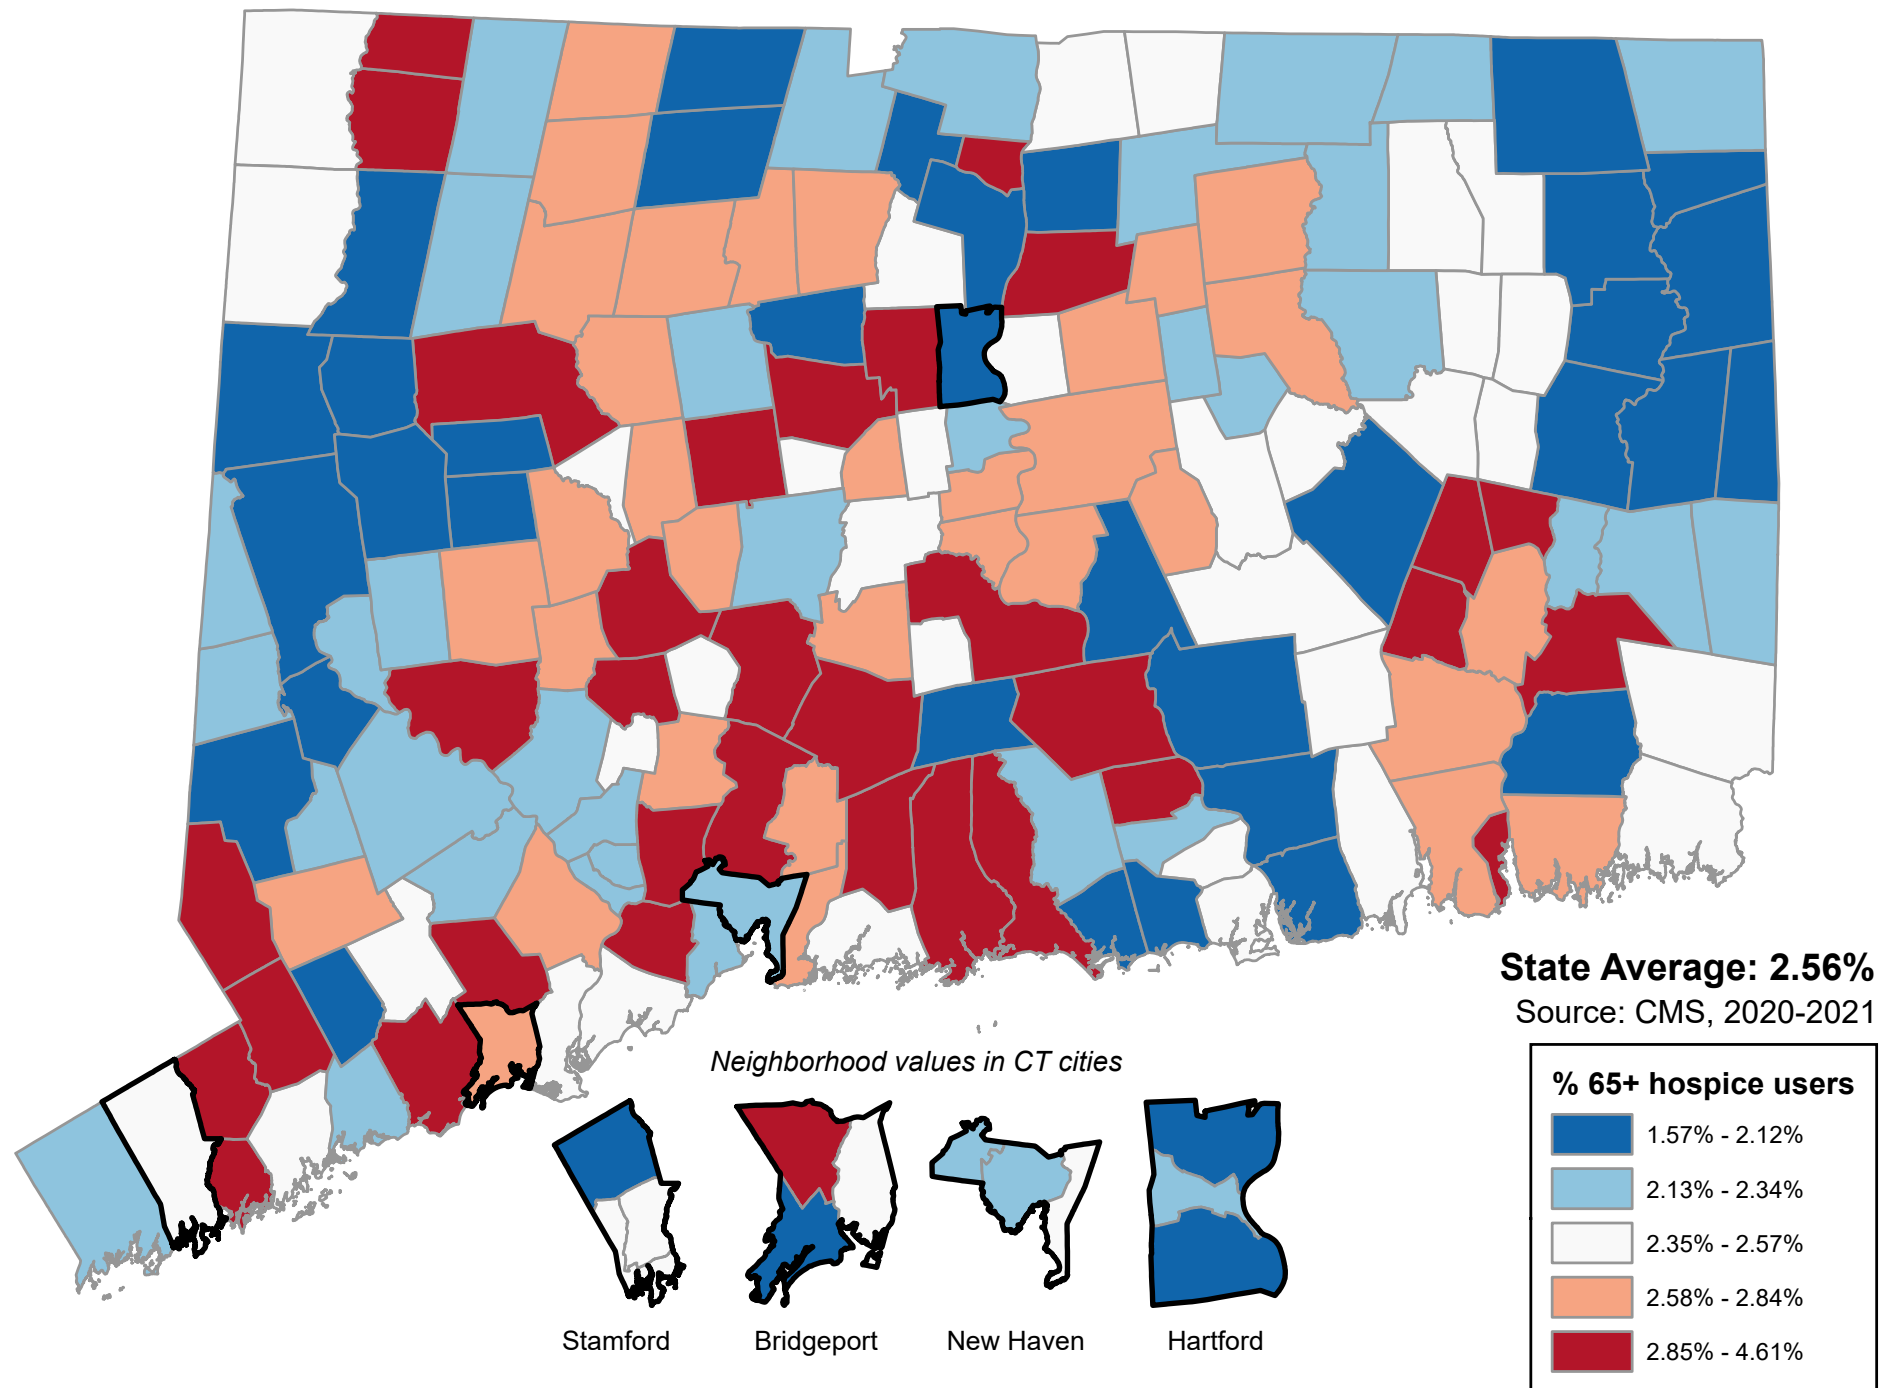 State Average: 2.56%
Source: CMS, 2020-2021
Neighborhood values in CT cities
% 65+ hospice users
1.57% - 2.12%
2.13% - 2.34%
2.35% - 2.57%
2.58% - 2.84%
2.85% - 4.61%
Stamford
Bridgeport
New Haven
Hartford